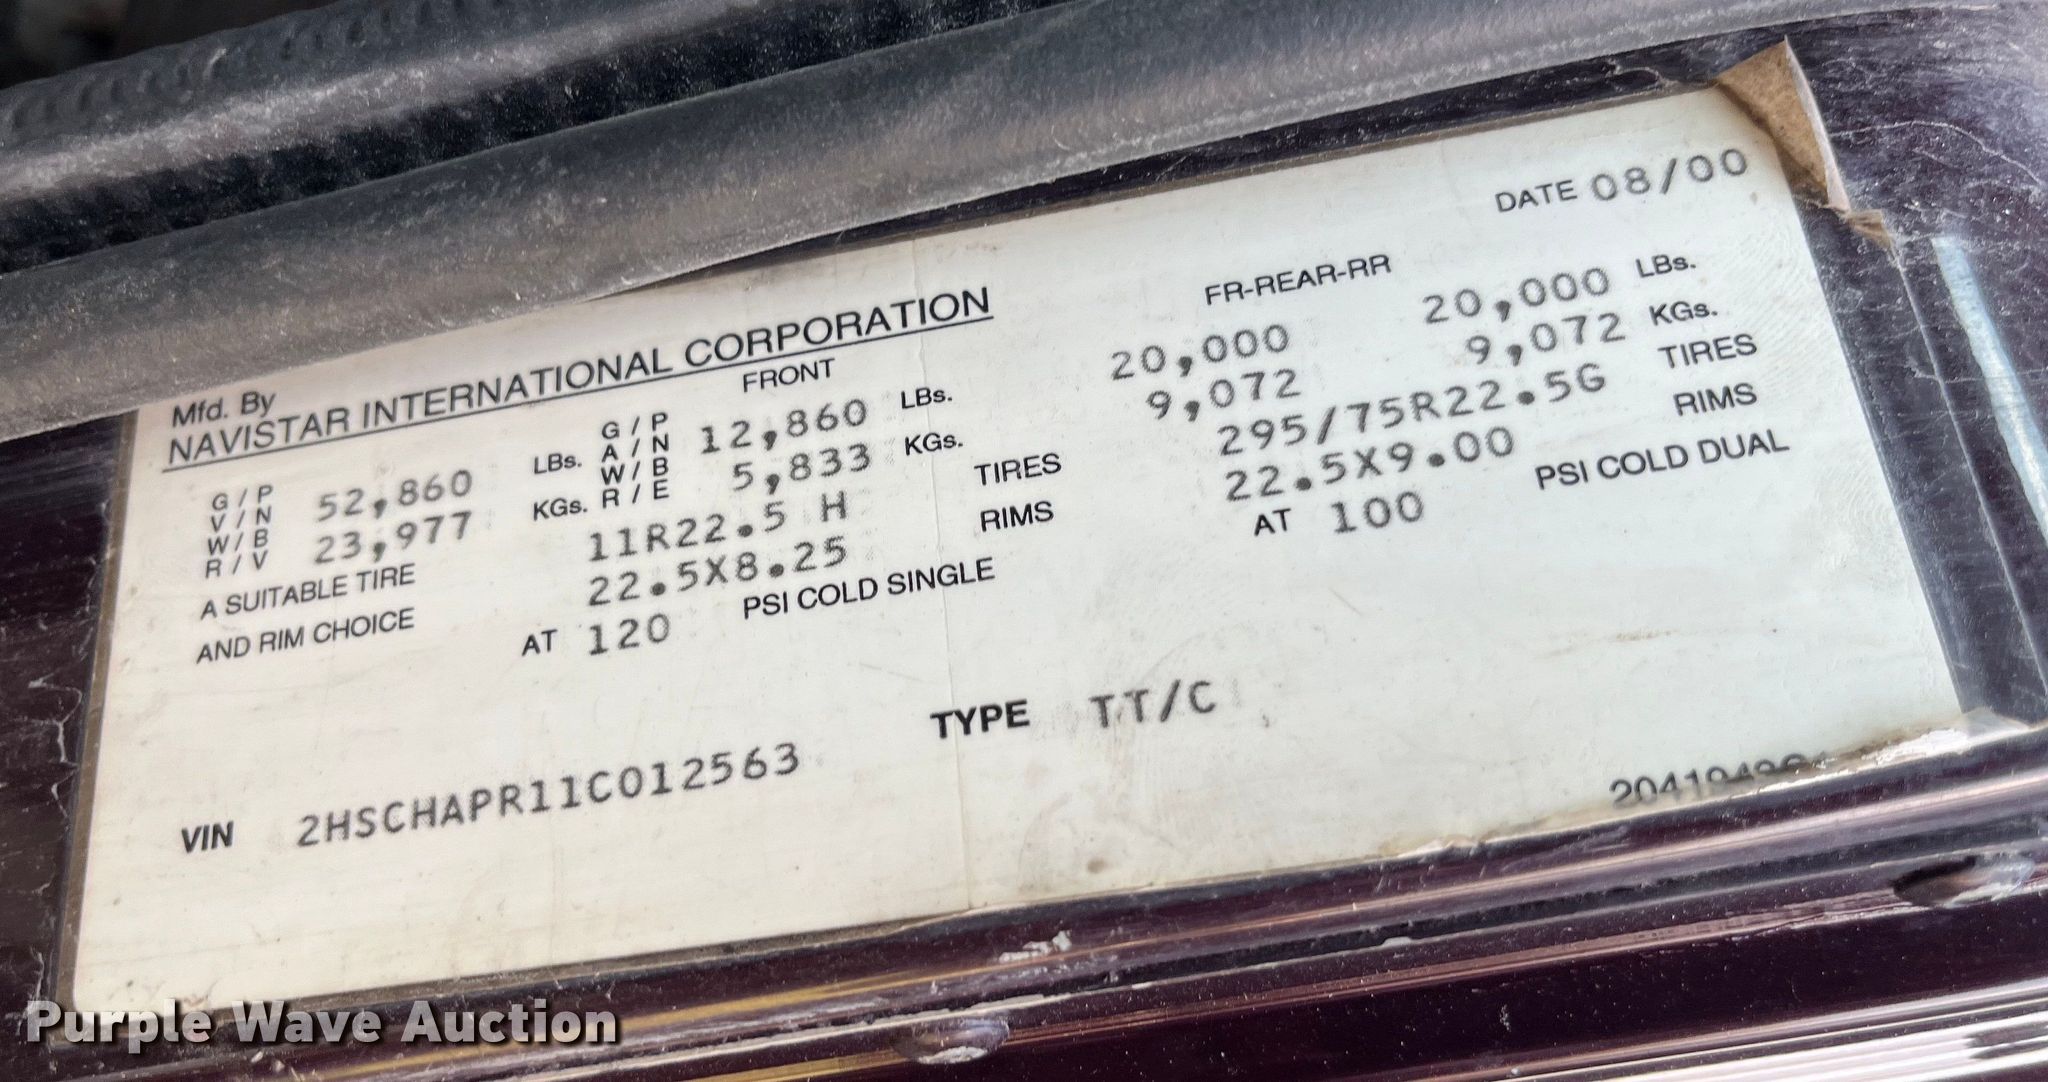 DATE 08/00
Mfd. By
NAVISTAR INTERNATIONAL CORPORATION
FRONT
FR-REAR-RR
G / P
V / N
W / B
R / V
52,860 LBs.
23,977 KGs.
G / P
A / N
W / B
R / E
12,860 LBs.
5,833 KGs.
20,000 20,000 LBs.
9,072 9,072 KGs.
A SUITABLE TIRE
AND RIM CHOICE
11R22.5 H TIRES
22.5X8.25 RIMS
AT 120 PSI COLD SINGLE
295/75R22.5G TIRES
22.5X9.00 RIMS
AT 100 PSI COLD DUAL
TYPE TT/C
VIN 2HSCHAPR11C012563
Purple Wave Auction